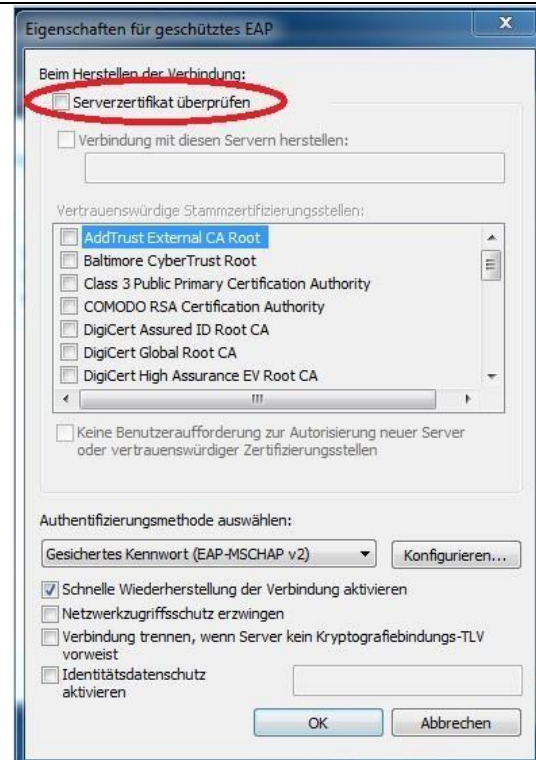 Eigenschaften für geschütztes EAP
X
Beim Herstellen der Verbindung:
Serverzertifikat überprüfen
Verbindung mit diesen Servern herstellen:
Vertrauenswürdige Stammzertifizierungsstellen:
AddTrust External CA Root
Baltimore CyberTrust Root
Class 3 Public Primary Certification Authority
COMODO RSA Certification Authority
DigiCert Assured ID Root CA
DigiCert Global Root CA
DigiCert High Assurance EV Root CA
Keine Benutzeraufforderung zur Autorisierung neuer Server
oder vertrauenswürdiger Zertifizierungsstellen
Authentifizierungsmethode auswählen:
Gesichertes Kennwort (EAP-MSCHAP v2)
Konfigurieren...
Schnelle Wiederherstellung der Verbindung aktivieren
Netzwerkzugriffsschutz erzwingen
Verbindung trennen, wenn Server kein Kryptografiebindungs-TLV
vorweist
Identitätsdatenschutz
aktivieren
OK
Abbrechen